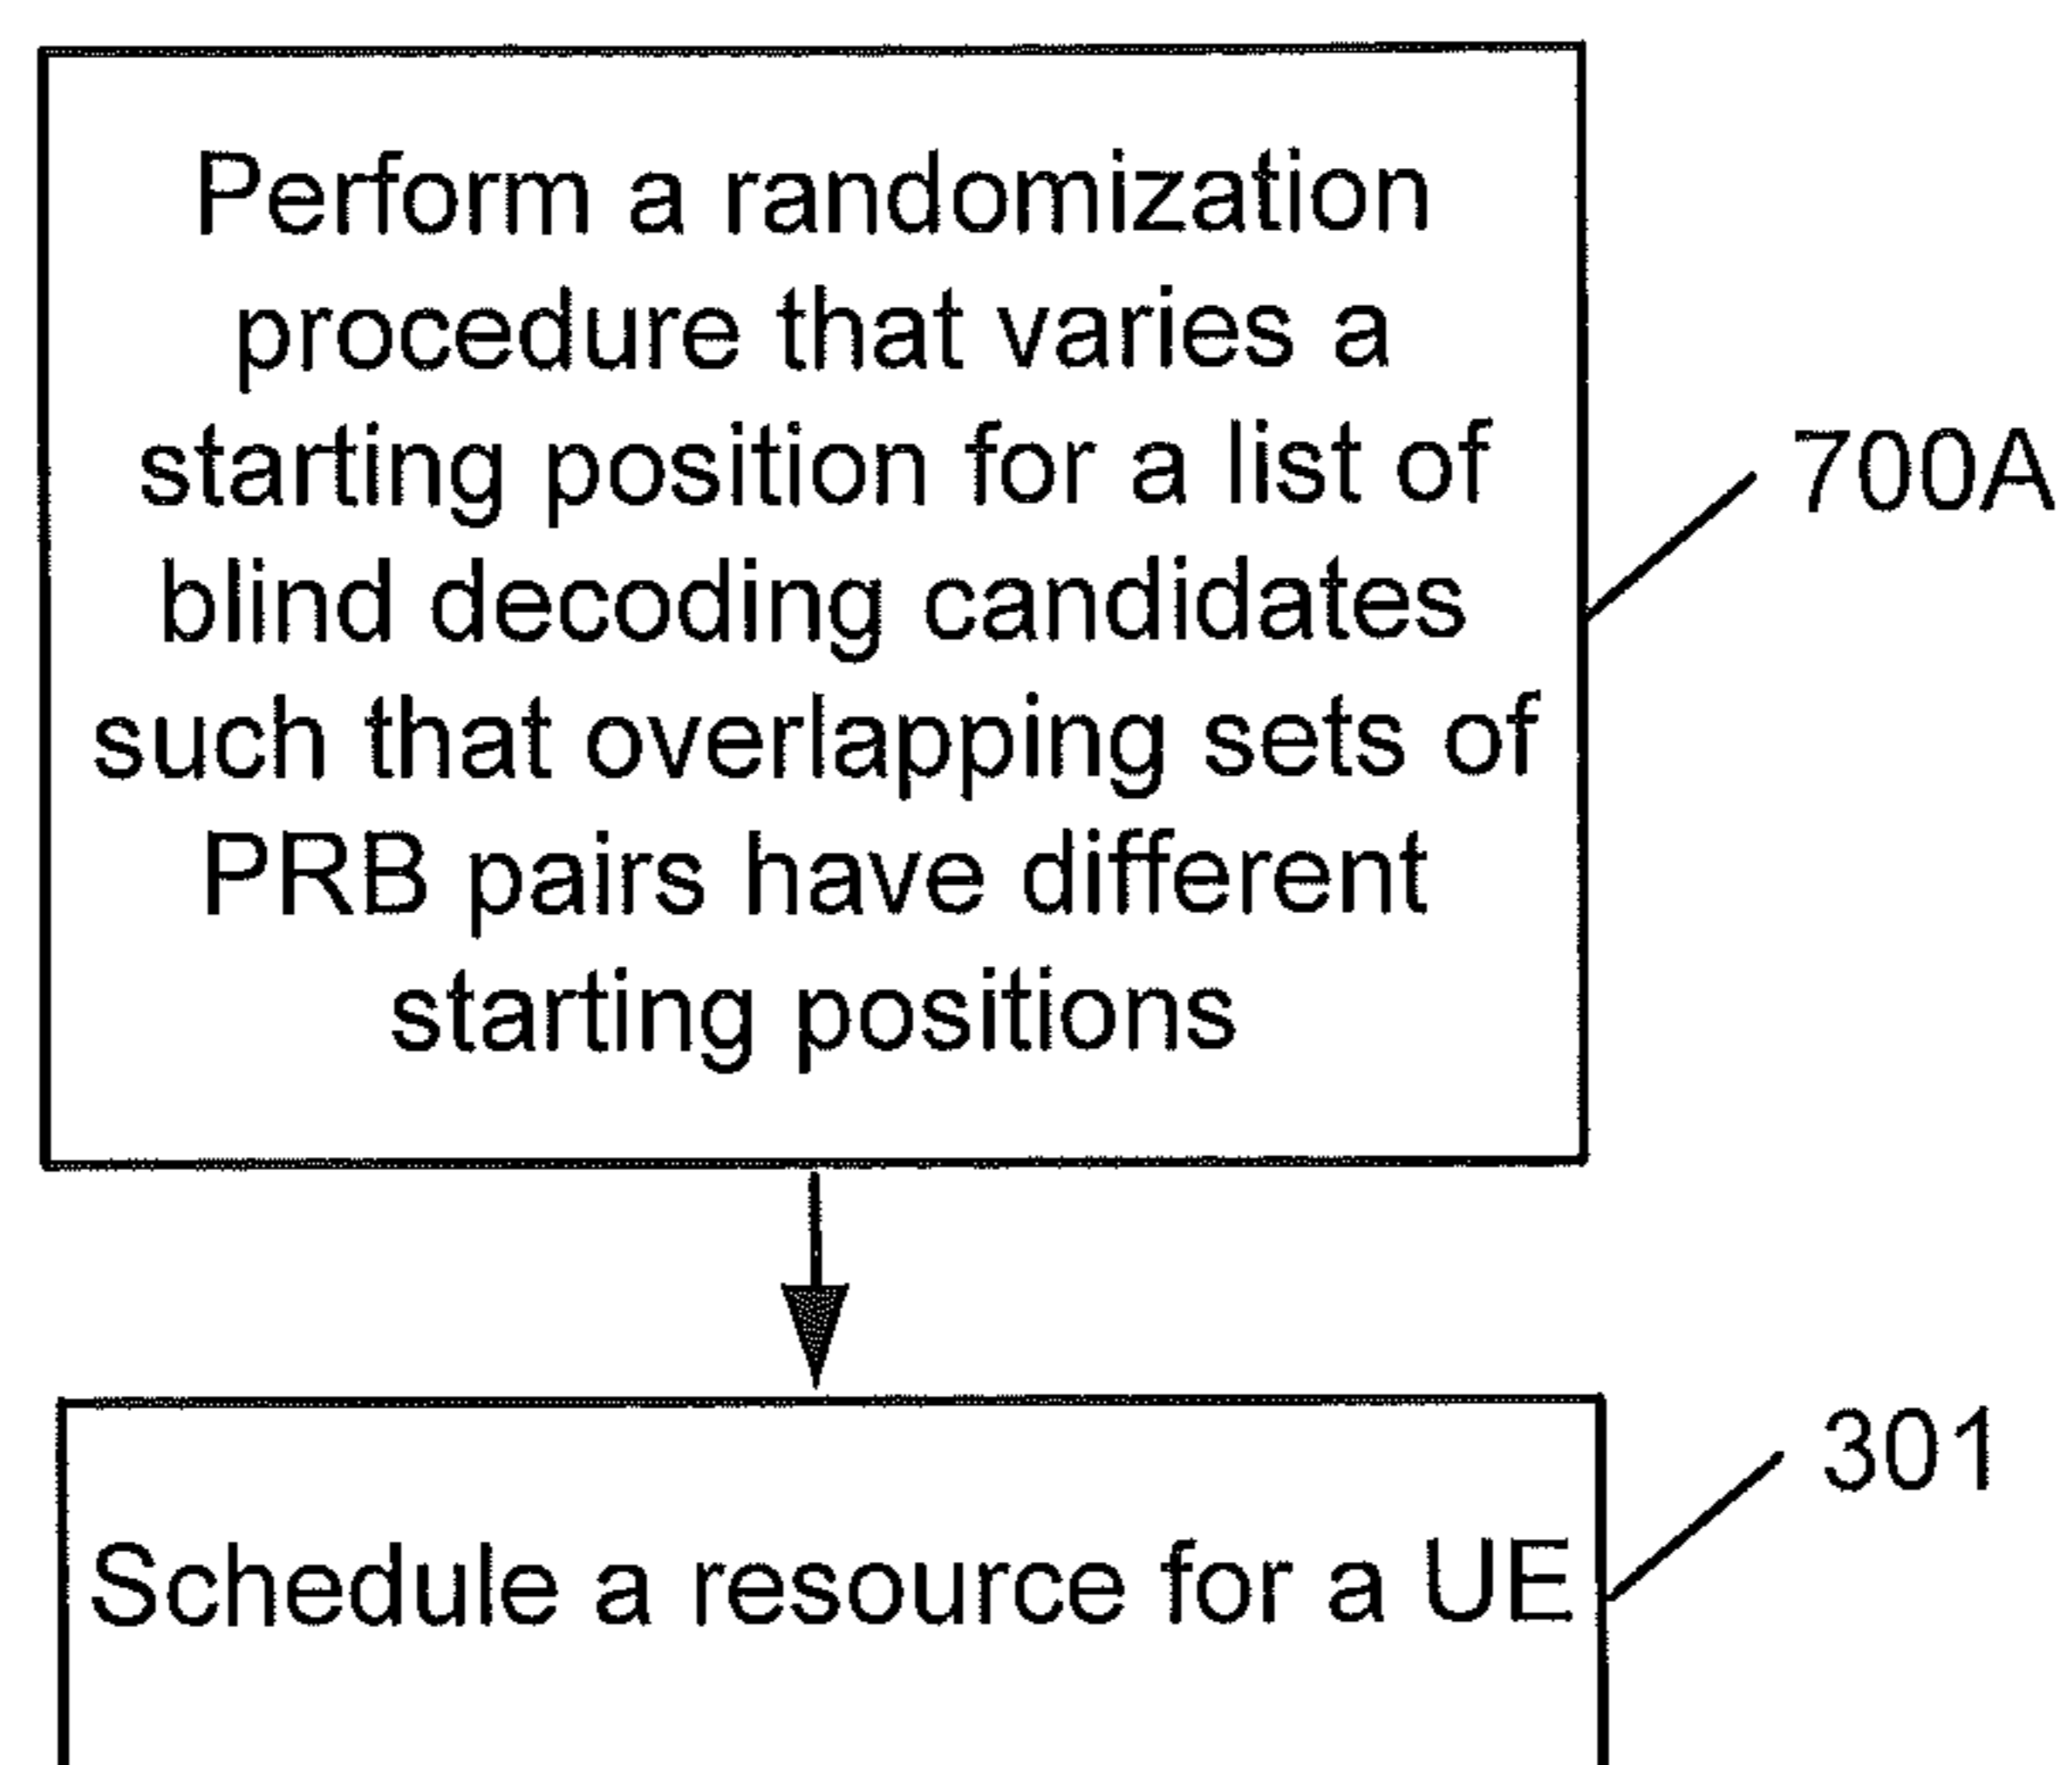 Perform a randomization
procedure that varies a
starting position for a list of
blind decoding candidates
such that overlapping sets of
PRB pairs have different
starting positions
700A
Schedule a resource for a UE
301